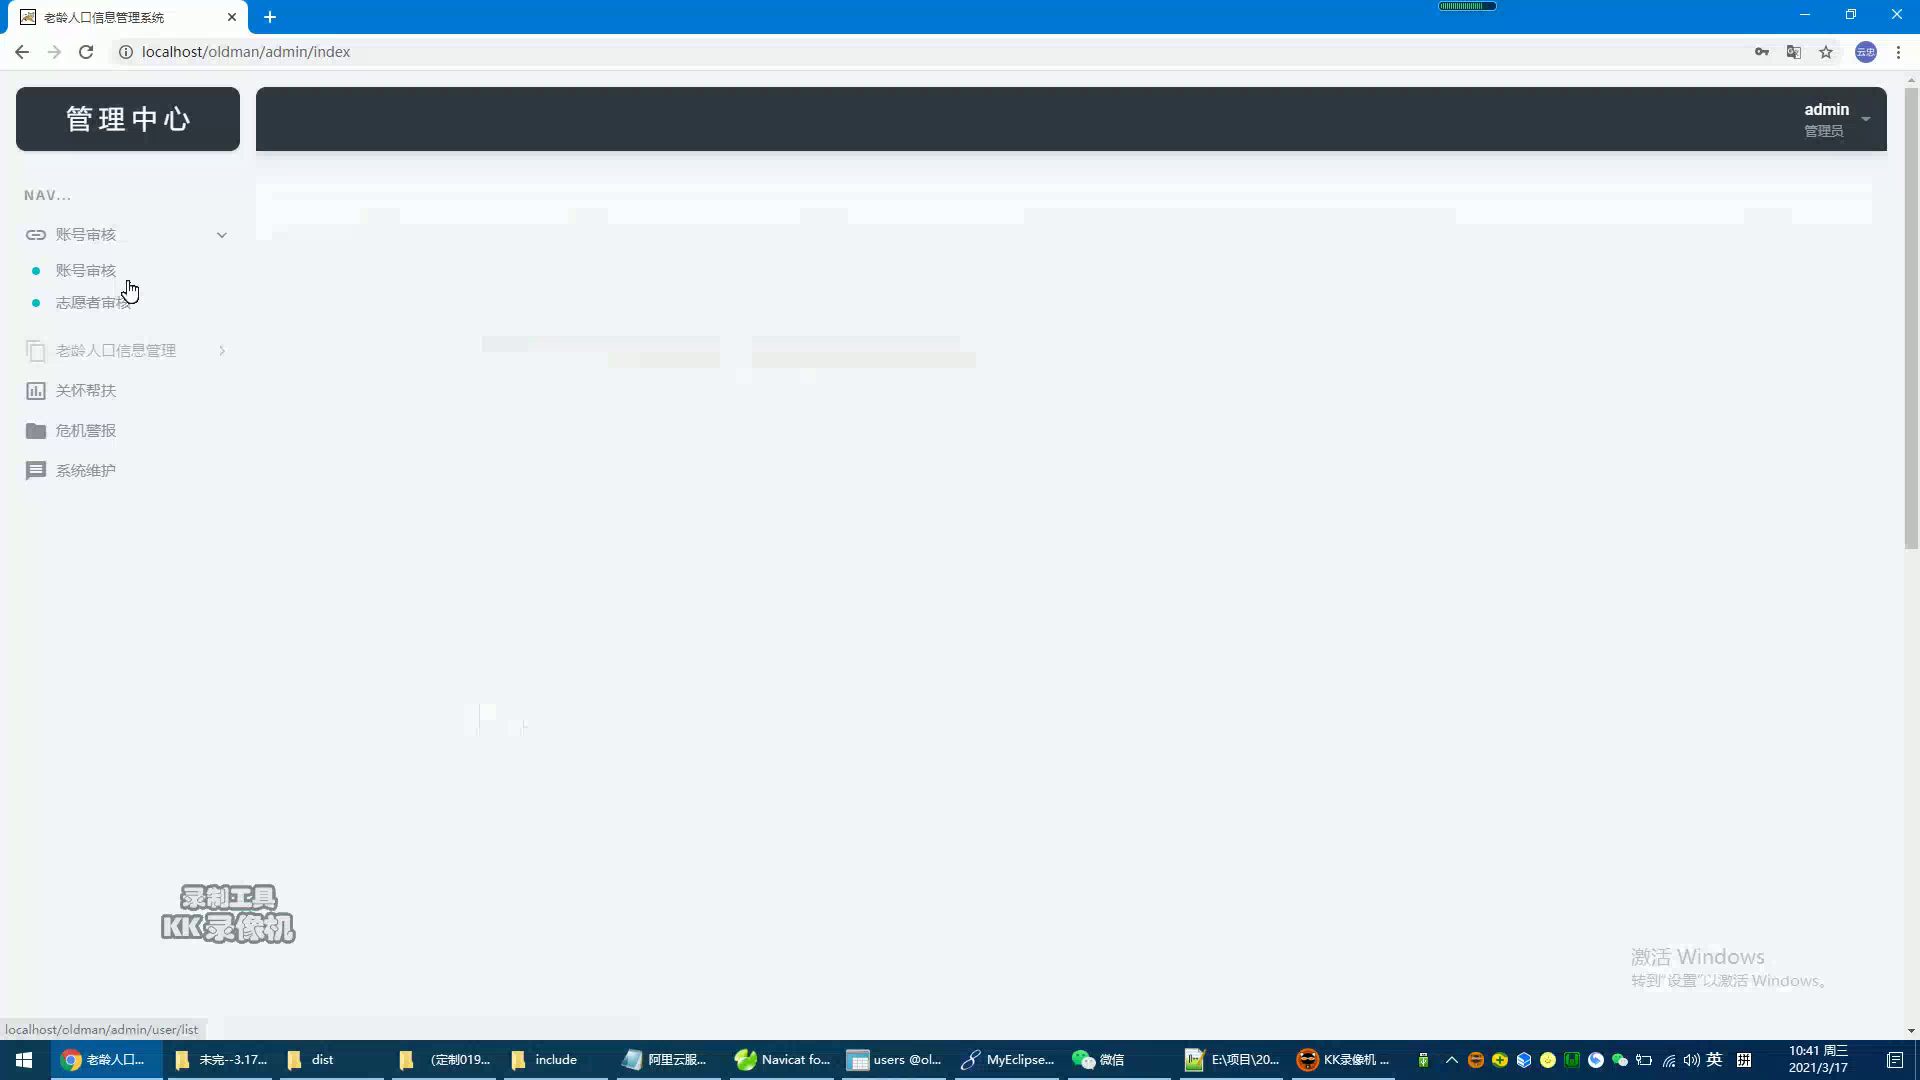 老龄人口信息管理系统
localhost/oldman/admin/index
云忠
管理中心
admin
管理员
NAV...
账号审核
账号审核
志愿者审核
老龄人口信息管理
关怀帮扶
危机警报
系统维护
录制工具
KK录像机
激活 Windows
转到"设置"以激活 Windows。
localhost/oldman/admin/user/list
老龄人口...
未完--3.17...
dist
(定制019...
include
阿里云服...
Navicat fo...
users @ol...
MyEclipse...
微信
E:\项目\20...
KK录像机 ...
英
拼
10:41 周三
2021/3/17